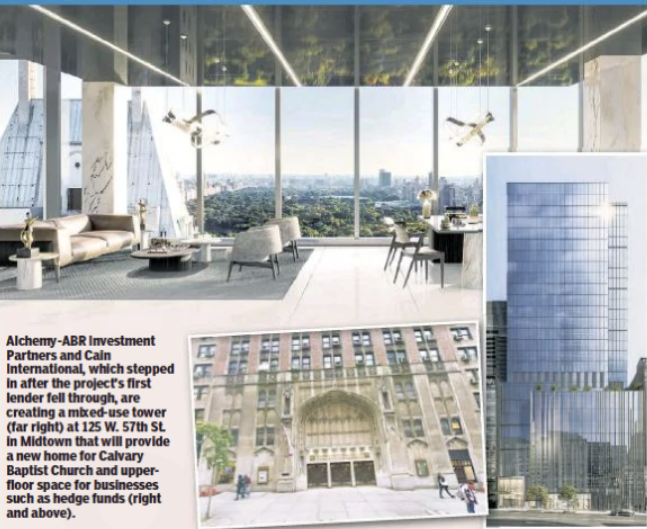 Alchemy-ABR Investment
Partners and Cain
International, which stepped
in after the project's first
lender fell through, are
creating a mixed-use tower
(far right) at 125 W. 57th St.
in Midtown that will provide
a new home for Calvary
Baptist Church and upper-
floor space for businesses
such as hedge funds (right
and above).